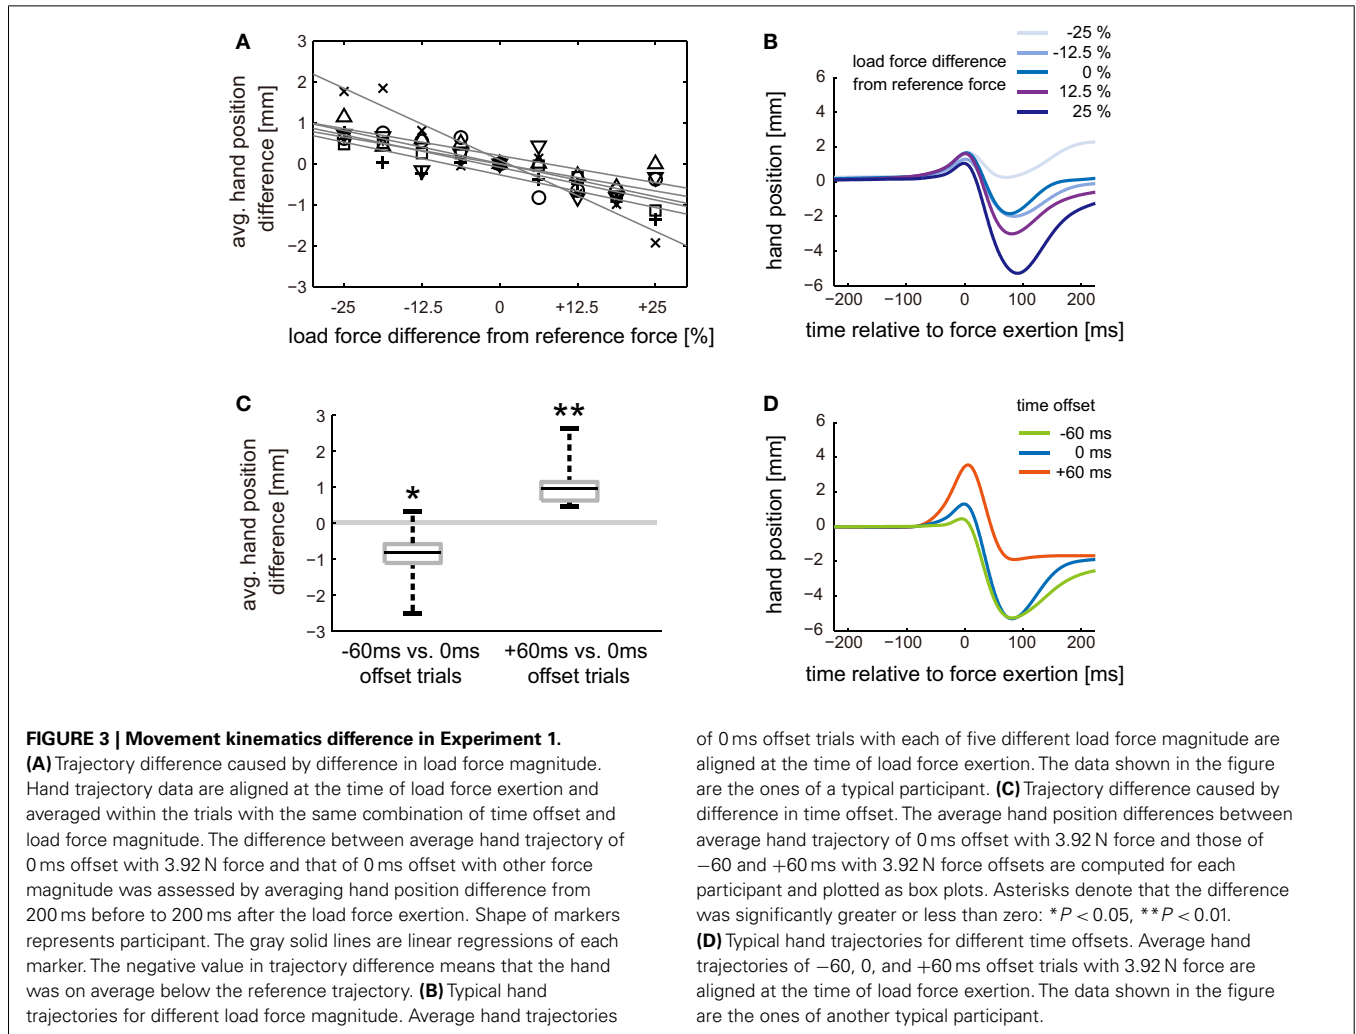 A
3
2
1
0
−1
−2
−3
avg. hand position
difference [mm]
-25
-12.5
0
+12.5
+25
load force difference from reference force [%]
B
load force difference
from reference force
-25 %
-12.5 %
0 %
12.5 %
25 %
6
4
2
0
−2
−4
−6
hand position [mm]
−200
−100
0
100
200
time relative to force exertion [ms]
C
3
2
1
0
−1
−2
−3
avg. hand position
difference [mm]
*
**
-60ms vs. 0ms
offset trials
+60ms vs. 0ms
offset trials
D
time offset
-60 ms
0 ms
+60 ms
6
4
2
0
−2
−4
−6
hand position [mm]
−200
−100
0
100
200
time relative to force exertion [ms]
FIGURE 3 | Movement kinematics difference in Experiment 1.
(A) Trajectory difference caused by difference in load force magnitude.
Hand trajectory data are aligned at the time of load force exertion and
averaged within the trials with the same combination of time offset and
load force magnitude. The difference between average hand trajectory of
0 ms offset with 3.92 N force and that of 0 ms offset with other force
magnitude was assessed by averaging hand position difference from
200 ms before to 200 ms after the load force exertion. Shape of markers
represents participant. The gray solid lines are linear regressions of each
marker. The negative value in trajectory difference means that the hand
was on average below the reference trajectory. (B) Typical hand
trajectories for different load force magnitude. Average hand trajectories
of 0 ms offset trials with each of five different load force magnitude are
aligned at the time of load force exertion. The data shown in the figure
are the ones of a typical participant. (C) Trajectory difference caused by
difference in time offset. The average hand position differences between
average hand trajectory of 0 ms offset with 3.92 N force and those of
−60 and +60 ms with 3.92 N force offsets are computed for each
participant and plotted as box plots. Asterisks denote that the difference
was significantly greater or less than zero: *P < 0.05, **P < 0.01.
(D) Typical hand trajectories for different time offsets. Average hand
trajectories of −60, 0, and +60 ms offset trials with 3.92 N force are
aligned at the time of load force exertion. The data shown in the figure
are the ones of another typical participant.